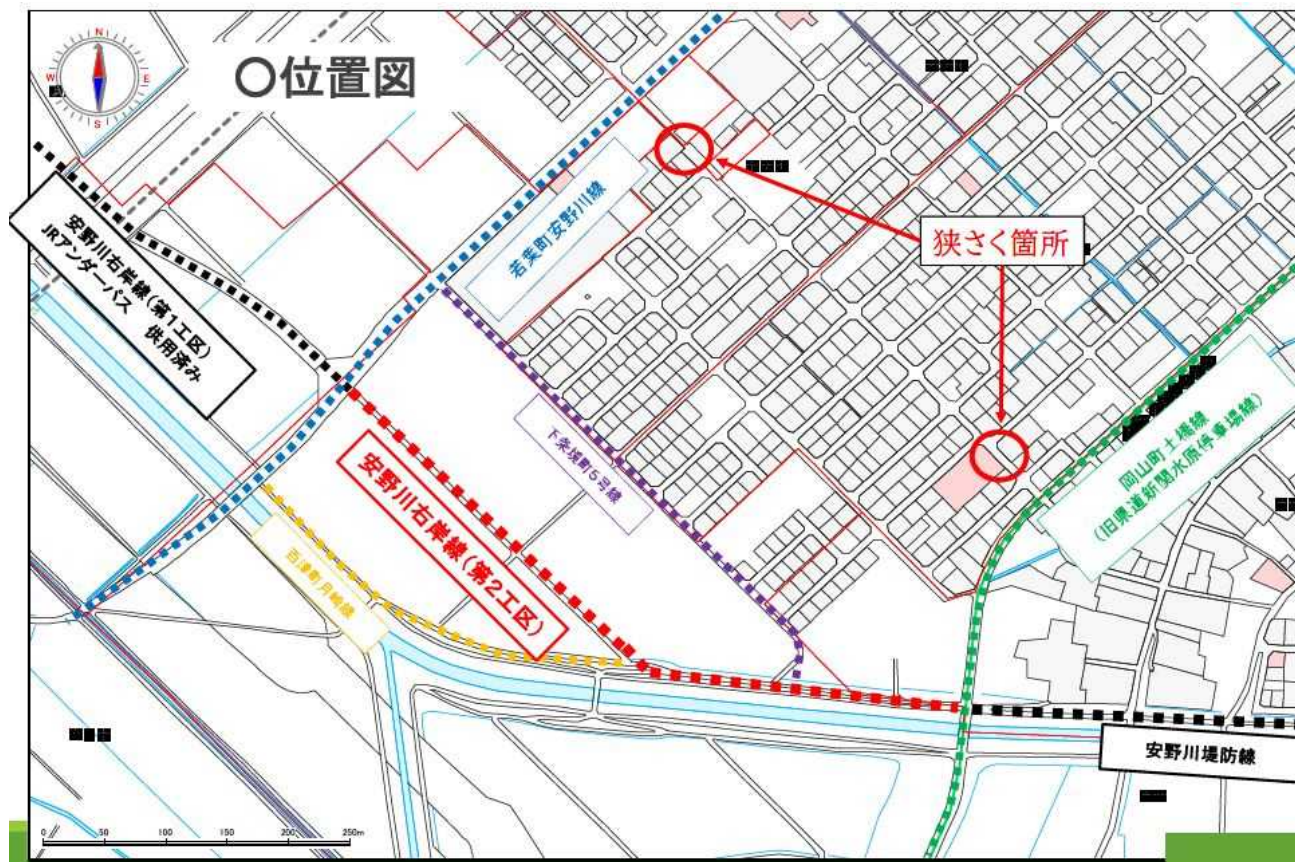 N
W
E
S
〇位置図
安野川右岸線(第1工区)
JRアンダーパス 供用済み
若葉町安野川線
狭さく箇所
下条境町5号線
安野川右岸線(第2工区)
岡山町土橋線
(旧県道新関水原停車場線)
安野川堤防線
0 50 100 150 200 250m